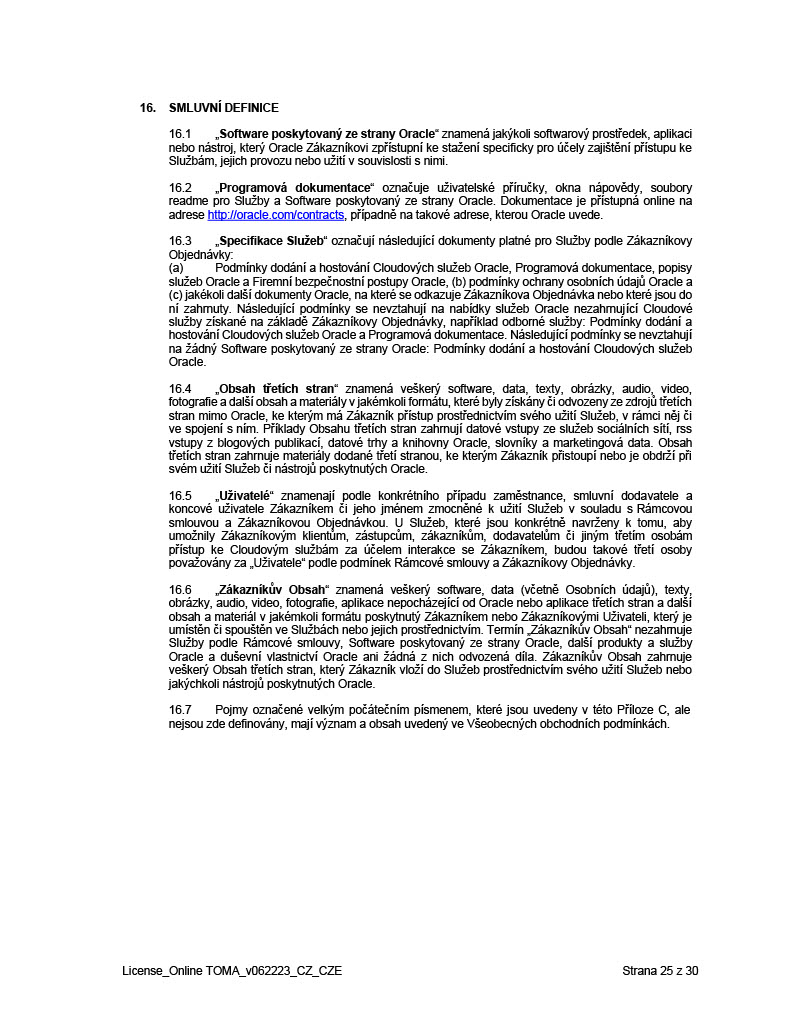 16. SMLUVNÍ DEFINICE
16.1 „Software poskytovaný ze strany Oracle“ znamená jakýkoli softwarový prostředek, aplikaci
nebo nástroj, který Oracle Zákazníkovi zpřístupní ke stažení specificky pro účely zajištění přístupu ke
Službám, jejich provozu nebo užití v souvislosti s nimi.
16.2 „Programová dokumentace“ označuje uživatelské příručky, okna nápovědy, soubory
readme pro Služby a Software poskytovaný ze strany Oracle. Dokumentace je přístupná online na
adrese http://oracle.com/contracts, případně na takové adrese, kterou Oracle uvede.
16.3 „Specifikace Služeb“ označují následující dokumenty platné pro Služby podle Zákazníkovy
Objednávky:
(a) Podmínky dodání a hostování Cloudových služeb Oracle, Programová dokumentace, popisy
služeb Oracle a Firemní bezpečnostní postupy Oracle, (b) podmínky ochrany osobních údajů Oracle a
(c) jakékoli další dokumenty Oracle, na které se odkazuje Zákazníkova Objednávka nebo které jsou do
ní zahrnuty. Následující podmínky se nevztahují na nabídky služeb Oracle nezahrnující Cloudové
služby získané na základě Zákazníkovy Objednávky, například odborné služby: Podmínky dodání a
hostování Cloudových služeb Oracle a Programová dokumentace. Následující podmínky se nevztahují
na žádný Software poskytovaný ze strany Oracle: Podmínky dodání a hostování Cloudových služeb
Oracle.
16.4 „Obsah třetích stran“ znamená veškerý software, data, texty, obrázky, audio, video,
fotografie a další obsah a materiály v jakémkoli formátu, které byly získány či odvozeny ze zdrojů třetích
stran mimo Oracle, ke kterým má Zákazník přístup prostřednictvím svého užití Služeb, v rámci něj či
ve spojení s ním. Příklady Obsahu třetích stran zahrnují datové vstupy ze služeb sociálních sítí, rss
vstupy z blogových publikací, datové trhy a knihovny Oracle, slovníky a marketingová data. Obsah
třetích stran zahrnuje materiály dodané třetí stranou, ke kterým Zákazník přistoupí nebo je obdrží při
svém užití Služeb či nástrojů poskytnutých Oracle.
16.5 „Uživatelé“ znamenají podle konkrétního případu zaměstnance, smluvní dodavatele a
koncové uživatele Zákazníkem či jeho jménem zmocněné k užití Služeb v souladu s Rámcovou
smlouvou a Zákazníkovou Objednávkou. U Služeb, které jsou konkrétně navrženy k tomu, aby
umožnily Zákazníkovým klientům, zástupcům, zákazníkům, dodavatelům či jiným třetím osobám
přístup ke Cloudovým službám za účelem interakce se Zákazníkem, budou takové třetí osoby
považovány za „Uživatele“ podle podmínek Rámcové smlouvy a Zákazníkovy Objednávky.
16.6 „Zákazníkův Obsah“ znamená veškerý software, data (včetně Osobních údajů), texty,
obrázky, audio, video, fotografie, aplikace nepocházející od Oracle nebo aplikace třetích stran a další
obsah a materiál v jakémkoli formátu poskytnutý Zákazníkem nebo Zákazníkovými Uživateli, který je
umístěn či spouštěn ve Službách nebo jejich prostřednictvím. Termín „Zákazníkův Obsah“ nezahrnuje
Služby podle Rámcové smlouvy, Software poskytovaný ze strany Oracle, další produkty a služby
Oracle a duševní vlastnictví Oracle ani žádná z nich odvozená díla. Zákazníkův Obsah zahrnuje
veškerý Obsah třetích stran, který Zákazník vloží do Služeb prostřednictvím svého užití Služeb nebo
jakýchkoli nástrojů poskytnutých Oracle.
16.7 Pojmy označené velkým počátečním písmenem, které jsou uvedeny v této Příloze C, ale
nejsou zde definovány, mají význam a obsah uvedený ve Všeobecných obchodních podmínkách.
License_Online TOMA_v062223_CZ_CZE Strana 25 z 30